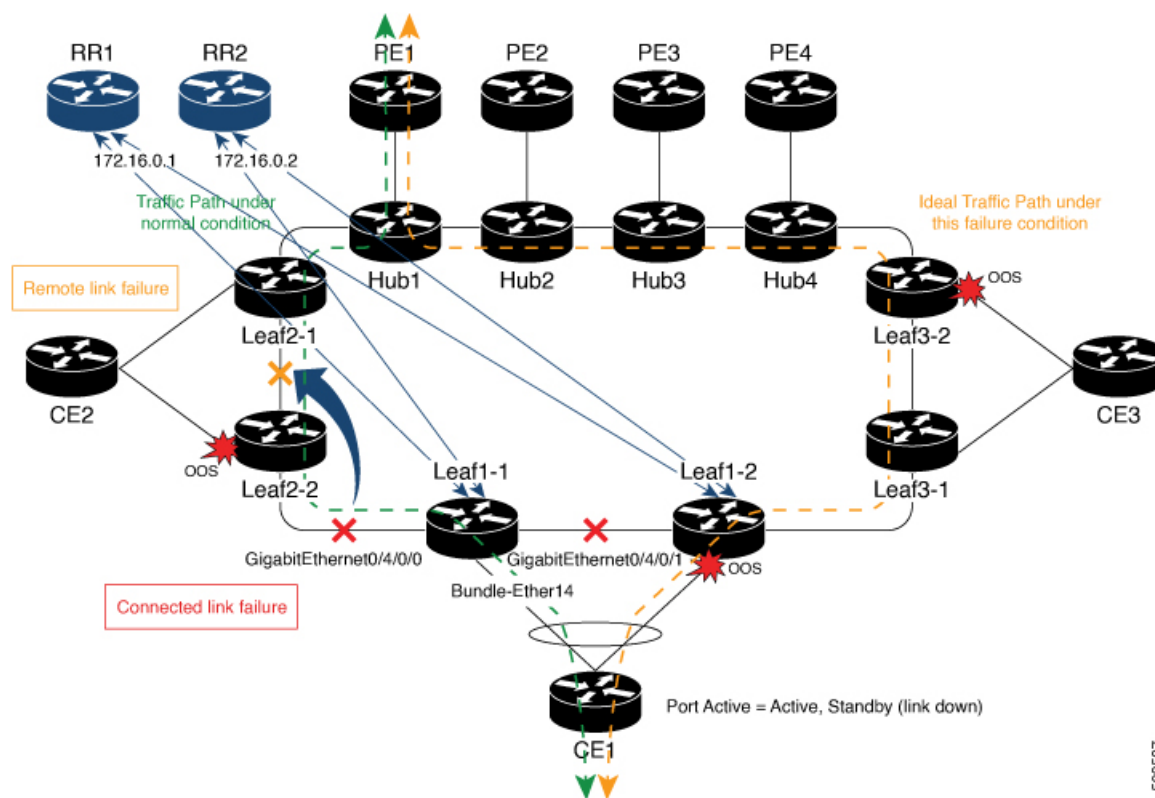 RR1
RR2
PE1
PE2
PE3
PE4
172.16.0.1
172.16.0.2
Traffic Path under
normal condition
Ideal Traffic Path under
this failure condition
Hub1
Hub2
Hub3
Hub4
Remote link failure
OOS
Leaf2-1
Leaf3-2
CE2
CE3
OOS
Leaf2-2
Leaf1-1
Leaf1-2
Leaf3-1
GigabitEthernet0/4/0/0
GigabitEthernet0/4/0/1
OOS
Bundle-Ether14
Connected link failure
Port Active = Active, Standby (link down)
CE1